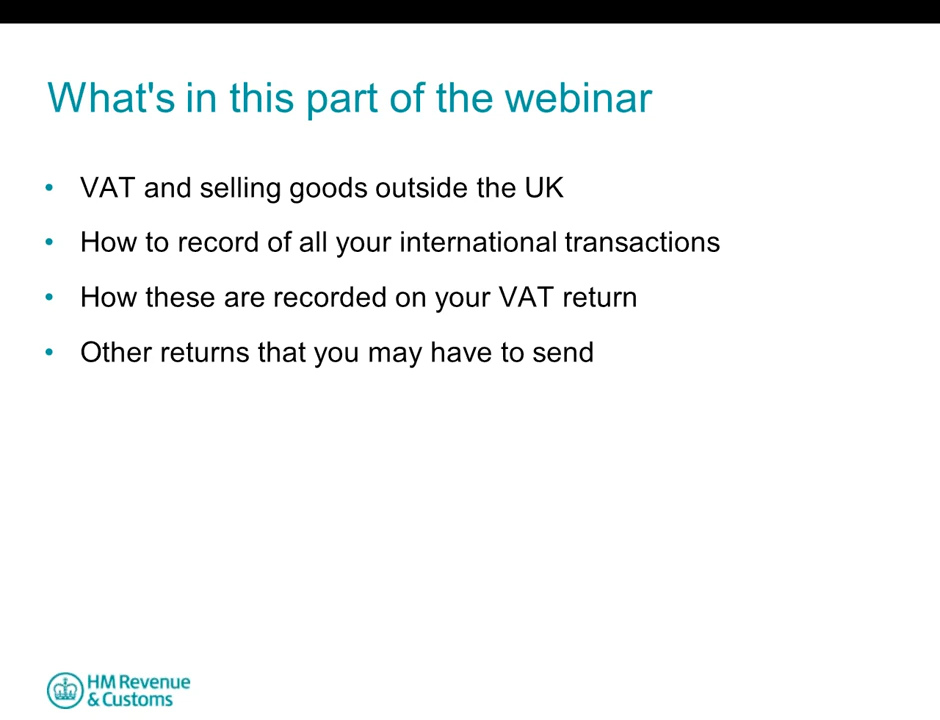 What's in this part of the webinar
• VAT and selling goods outside the UK
• How to record of all your international transactions
• How these are recorded on your VAT return
• Other returns that you may have to send
HM Revenue
& Customs